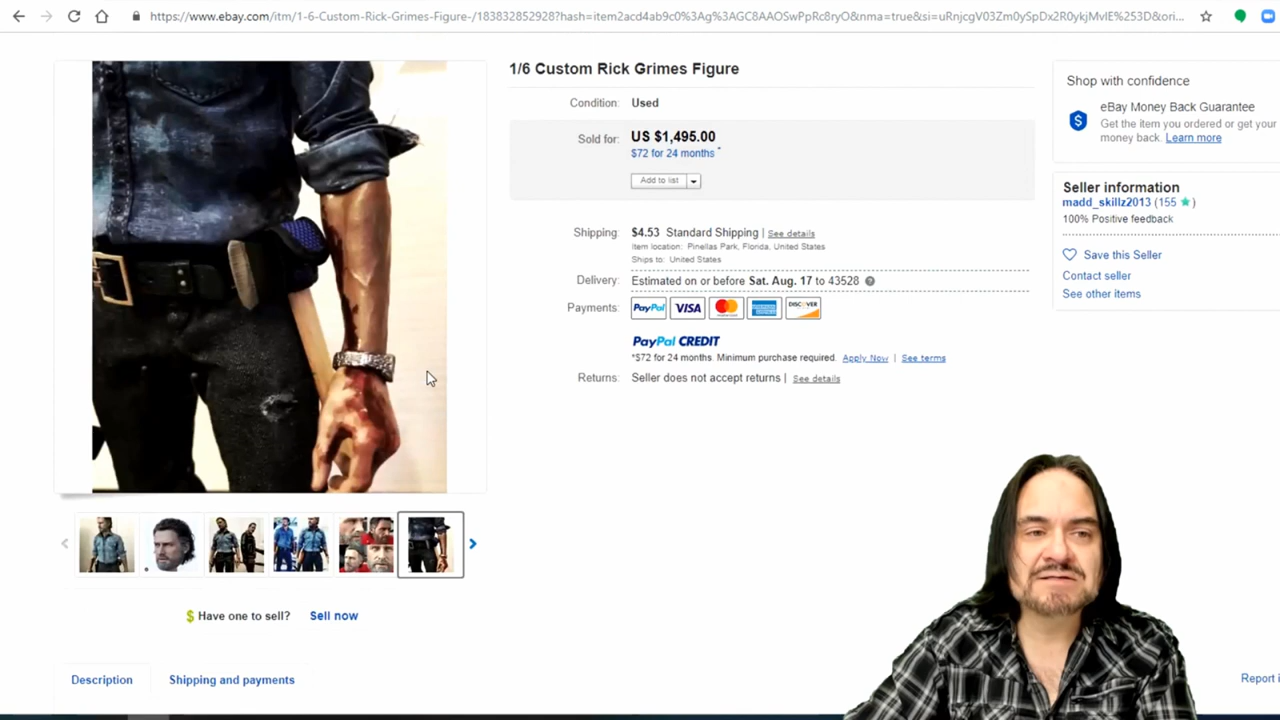 https://www.ebay.com/itm/1-6-Custom-Rick-Grimes-Figure-/183832852928?hash=item2acd4ab9c0%3Ag%3AGC8AAOSwPpRc8ryO&nma=true&si=uRnjcgV03Zm0ySpDx2R0ykjMvIE%253D&ori...
1/6 Custom Rick Grimes Figure
Condition: Used
Sold for: US $1,495.00
$72 for 24 months *
Add to list
Shipping: $4.53 Standard Shipping | See details
Item location: Pinellas Park, Florida, United States
Ships to: United States
Delivery: Estimated on or before Sat. Aug. 17 to 43528
Payments: PayPal VISA MasterCard AMERICAN EXPRESS DISCOVER
PayPal CREDIT
*$72 for 24 months. Minimum purchase required. Apply Now | See terms
Returns: Seller does not accept returns | See details
Shop with confidence
eBay Money Back Guarantee
Get the item you ordered or get your
money back. Learn more
Seller information
madd_skillz2013 (155 )
100% Positive feedback
Save this Seller
Contact seller
See other items
$ Have one to sell? Sell now
Description
Shipping and payments
Report i